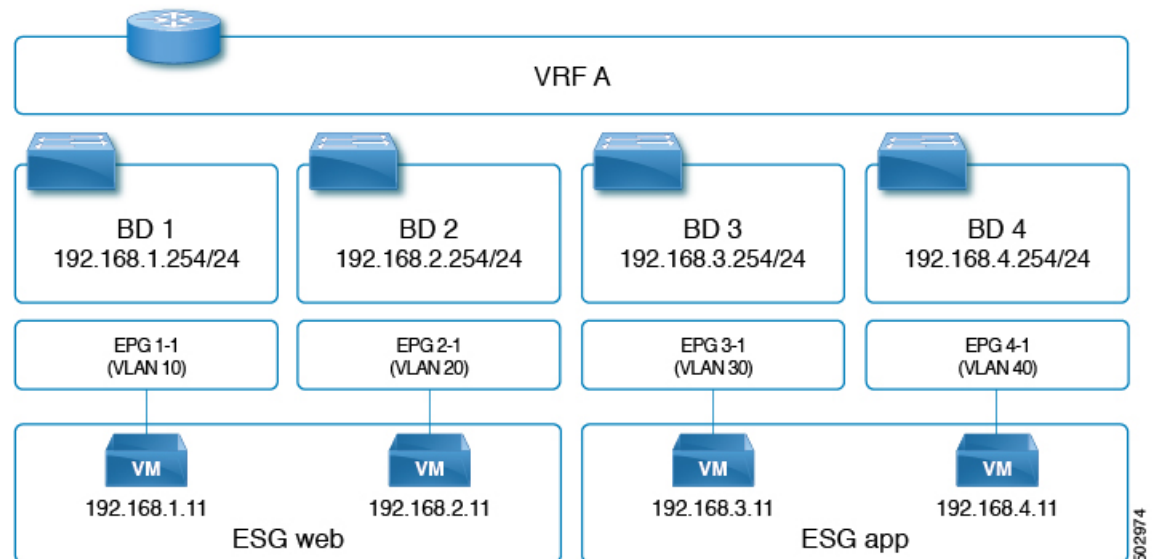 VRF A
BD 1
192.168.1.254/24
BD 2
192.168.2.254/24
BD 3
192.168.3.254/24
BD 4
192.168.4.254/24
EPG 1-1
(VLAN 10)
EPG 2-1
(VLAN 20)
EPG 3-1
(VLAN 30)
EPG 4-1
(VLAN 40)
VM
192.168.1.11
VM
192.168.2.11
ESG web
VM
192.168.3.11
VM
192.168.4.11
ESG app
502974